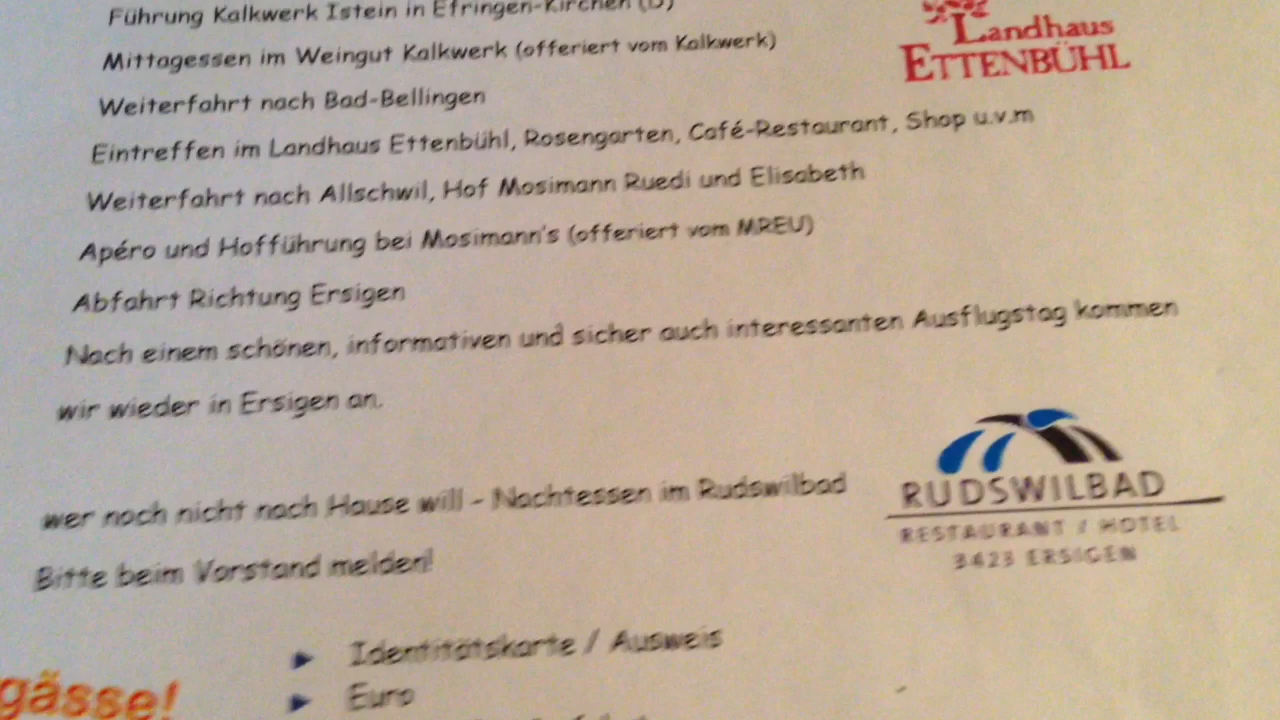 Führung Kalkwerk Istein in Efringen-Kirchen (D)
Landhaus
ETTENBÜHL
Mittagessen im Weingut Kalkwerk (offeriert vom Kalkwerk)
Weiterfahrt nach Bad-Bellingen
Eintreffen im Landhaus Ettenbühl, Rosengarten, Café-Restaurant, Shop u.v.m
Weiterfahrt nach Allschwil, Hof Mosimann Ruedi und Elisabeth
Apéro und Hofführung bei Mosimann's (offeriert vom MREU)
Abfahrt Richtung Ersigen
Nach einem schönen, informativen und sicher auch interessanten Ausflugstag kommen
wir wieder in Ersigen an.
wer noch nicht nach Hause will - Nachtessen im Rudswilbad
RUDSWILBAD
RESTAURANT / HOTEL
3423 ERSIGEN
Bitte beim Vorstand melden!
Identitätskarte / Ausweis
gässe!
Euro